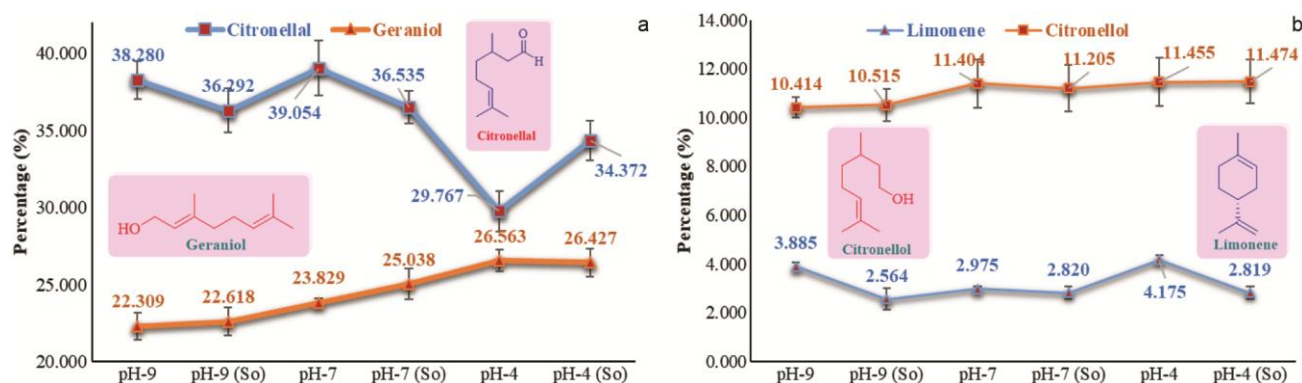 a
Citronellal Geraniol
Percentage (%)
40.000
35.000
30.000
25.000
20.000
38.280
36.292
39.054
36.535
29.767
34.372
22.309
22.618
23.829
25.038
26.563
26.427
O
H
Citronellal
HO
Geraniol
pH-9 pH-9 (So) pH-7 pH-7 (So) pH-4 pH-4 (So)
b
Limonene Citronellol
Percentage (%)
14.000
12.000
10.000
8.000
6.000
4.000
2.000
0.000
10.414
10.515
11.404
11.205
11.455
11.474
3.885
2.564
2.975
2.820
4.175
2.819
OH
Citronellol
Limonene
pH-9 pH-9 (So) pH-7 pH-7 (So) pH-4 pH-4 (So)